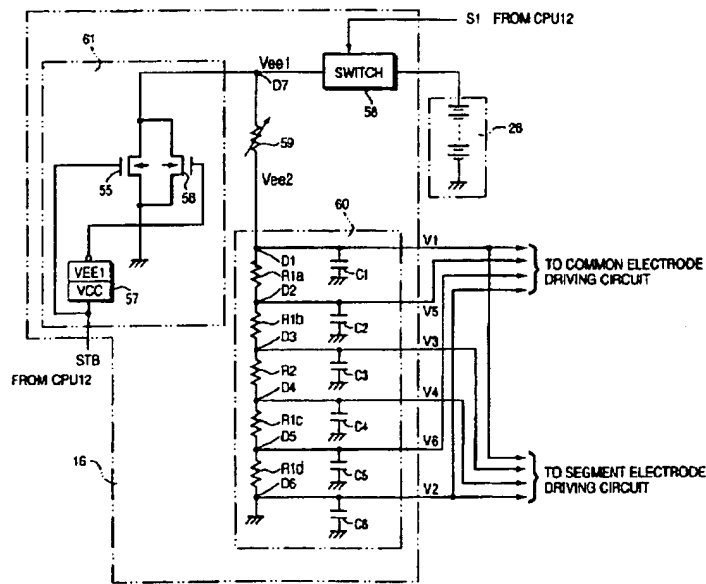 S1 FROM CPU12
61
Vee1
D7
SWITCH
58
26
59
55
58
Vee2
60
VEE1
VCC
57
STB
FROM CPU12
D1
R1a
D2
C1
V1
V5
TO COMMON ELECTRODE
DRIVING CIRCUIT
R1b
D3
C2
V3
R2
D4
C3
V4
R1c
D5
C4
V6
R1d
D6
C5
V2
C6
TO SEGMENT ELECTRODE
DRIVING CIRCUIT
16